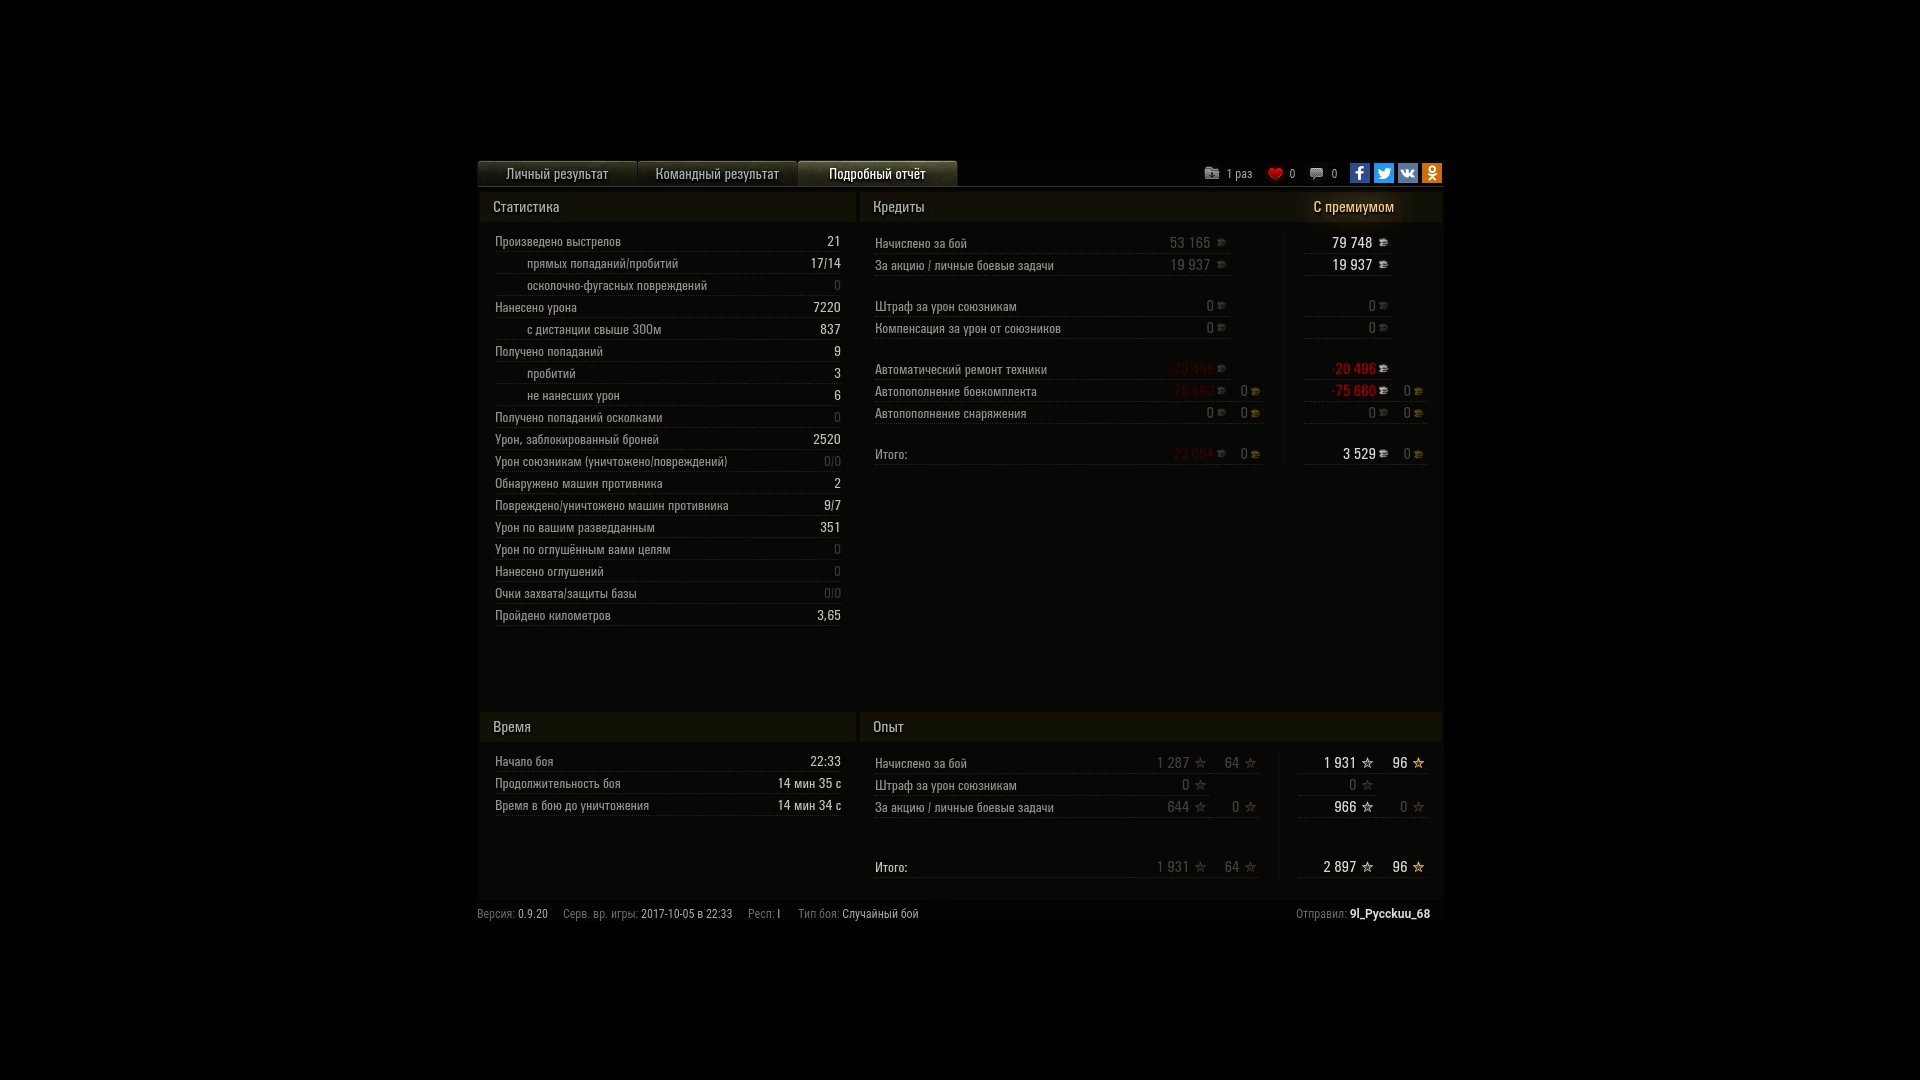 Личный результат Командный результат Подробный отчёт 1 раз 0 0
Статистика
Произведено выстрелов 21
прямых попаданий/пробитий 17/14
осколочно-фугасных повреждений 0
Нанесено урона 7220
с дистанции свыше 300м 837
Получено попаданий 9
пробитий 3
не нанесших урон 6
Получено попаданий осколками 0
Урон, заблокированный броней 2520
Урон союзникам (уничтожено/повреждений) 0/0
Обнаружено машин противника 2
Повреждено/уничтожено машин противника 9/7
Урон по вашим разведданным 351
Урон по оглушённым вами целям 0
Нанесено оглушений 0
Очки захвата/защиты базы 0/0
Пройдено километров 3,65
Кредиты С премиумом
Начислено за бой 53 165 79 748
За акцию / личные боевые задачи 19 937 19 937
Штраф за урон союзникам 0 0
Компенсация за урон от союзников 0 0
Автоматический ремонт техники -20 496 -20 496
Автопополнение боекомплекта -75 660 0 -75 660 0
Автопополнение снаряжения 0 0 0 0
Итого: -23 054 0 3 529 0
Время
Начало боя 22:33
Продолжительность боя 14 мин 35 с
Время в бою до уничтожения 14 мин 34 с
Опыт
Начислено за бой 1 287 64 1 931 96
Штраф за урон союзникам 0 0
За акцию / личные боевые задачи 644 0 966 0
Итого: 1 931 64 2 897 96
Версия: 0.9.20 Серв. вр. игры: 2017-10-05 в 22:33 Респ: I Тип боя: Случайный бой Отправил: 9l_Pycckuu_68